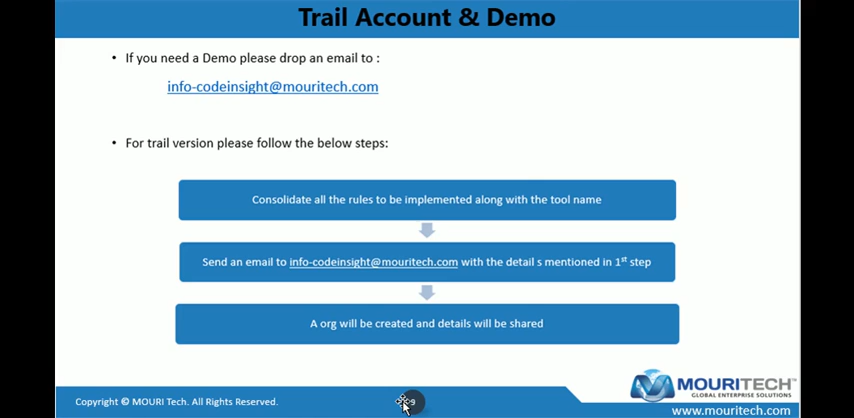 Trail Account & Demo
• If you need a Demo please drop an email to :
info-codeinsight@mouritech.com
• For trail version please follow the below steps:
Consolidate all the rules to be implemented along with the tool name
Send an email to info-codeinsight@mouritech.com with the detail s mentioned in 1st step
A org will be created and details will be shared
MOURITECH™
GLOBAL ENTERPRISE SOLUTIONS
Copyright © MOURI Tech. All Rights Reserved.
www.mouritech.com